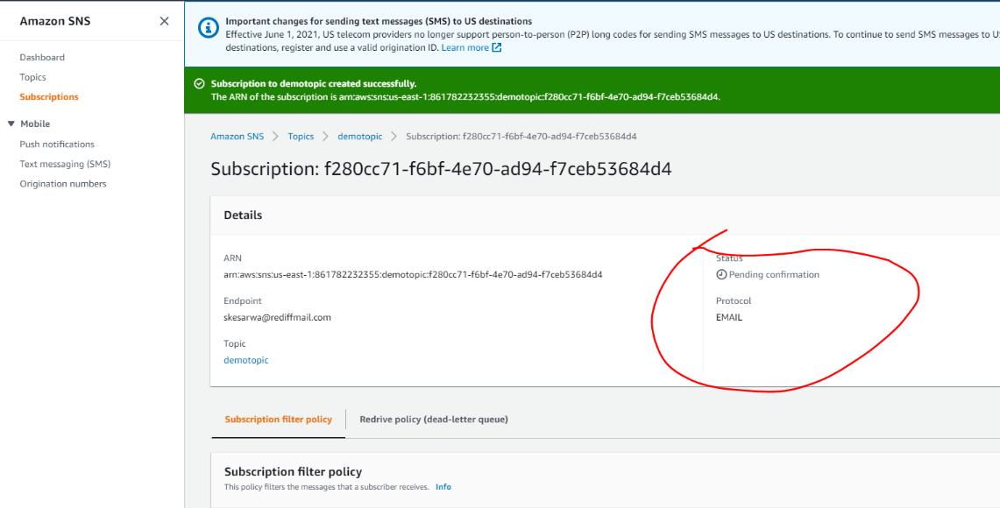 Amazon SNS
Dashboard
Topics
Subscriptions
Mobile
Push notifications
Text messaging (SMS)
Origination numbers
Important changes for sending text messages (SMS) to US destinations
Effective June 1, 2021, US telecom providers no longer support person-to-person (P2P) long codes for sending SMS messages to US destinations. To continue to send SMS messages to US
destinations, register and use a valid origination ID. Learn more
Subscription to demotopic created successfully.
The ARN of the subscription is arn:aws:sns:us-east-1:861782232355:demotopic:f280cc71-f6bf-4e70-ad94-f7ceb53684d4.
Amazon SNS > Topics > demotopic > Subscription: f280cc71-f6bf-4e70-ad94-f7ceb53684d4
Subscription: f280cc71-f6bf-4e70-ad94-f7ceb53684d4
Details
ARN
arn:aws:sns:us-east-1:861782232355:demotopic:f280cc71-f6bf-4e70-ad94-f7ceb53684d4
Endpoint
skesarwa@rediffmail.com
Topic
demotopic
Status
Pending confirmation
Protocol
EMAIL
Subscription filter policy
Redrive policy (dead-letter queue)
Subscription filter policy
This policy filters the messages that a subscriber receives. Info